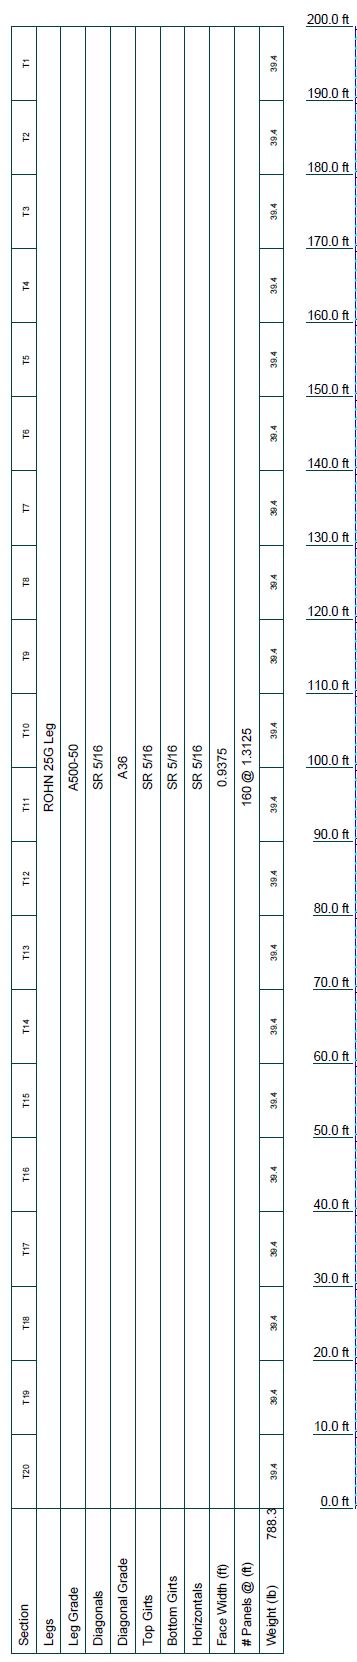 Section T20 T19 T18 T17 T16 T15 T14 T13 T12 T11 T10 T9 T8 T7 T6 T5 T4 T3 T2 T1
Legs ROHN 25G Leg
Leg Grade A500-50
Diagonals SR 5/16
Diagonal Grade A36
Top Girts SR 5/16
Bottom Girts SR 5/16
Horizontals SR 5/16
Face Width (ft) 0.9375
# Panels @ (ft) 160 @ 1.3125
Weight (lb) 788.3 39.4 39.4 39.4 39.4 39.4 39.4 39.4 39.4 39.4 39.4 39.4 39.4 39.4 39.4 39.4 39.4 39.4 39.4 39.4 39.4
200.0 ft
190.0 ft
180.0 ft
170.0 ft
160.0 ft
150.0 ft
140.0 ft
130.0 ft
120.0 ft
110.0 ft
100.0 ft
90.0 ft
80.0 ft
70.0 ft
60.0 ft
50.0 ft
40.0 ft
30.0 ft
20.0 ft
10.0 ft
0.0 ft